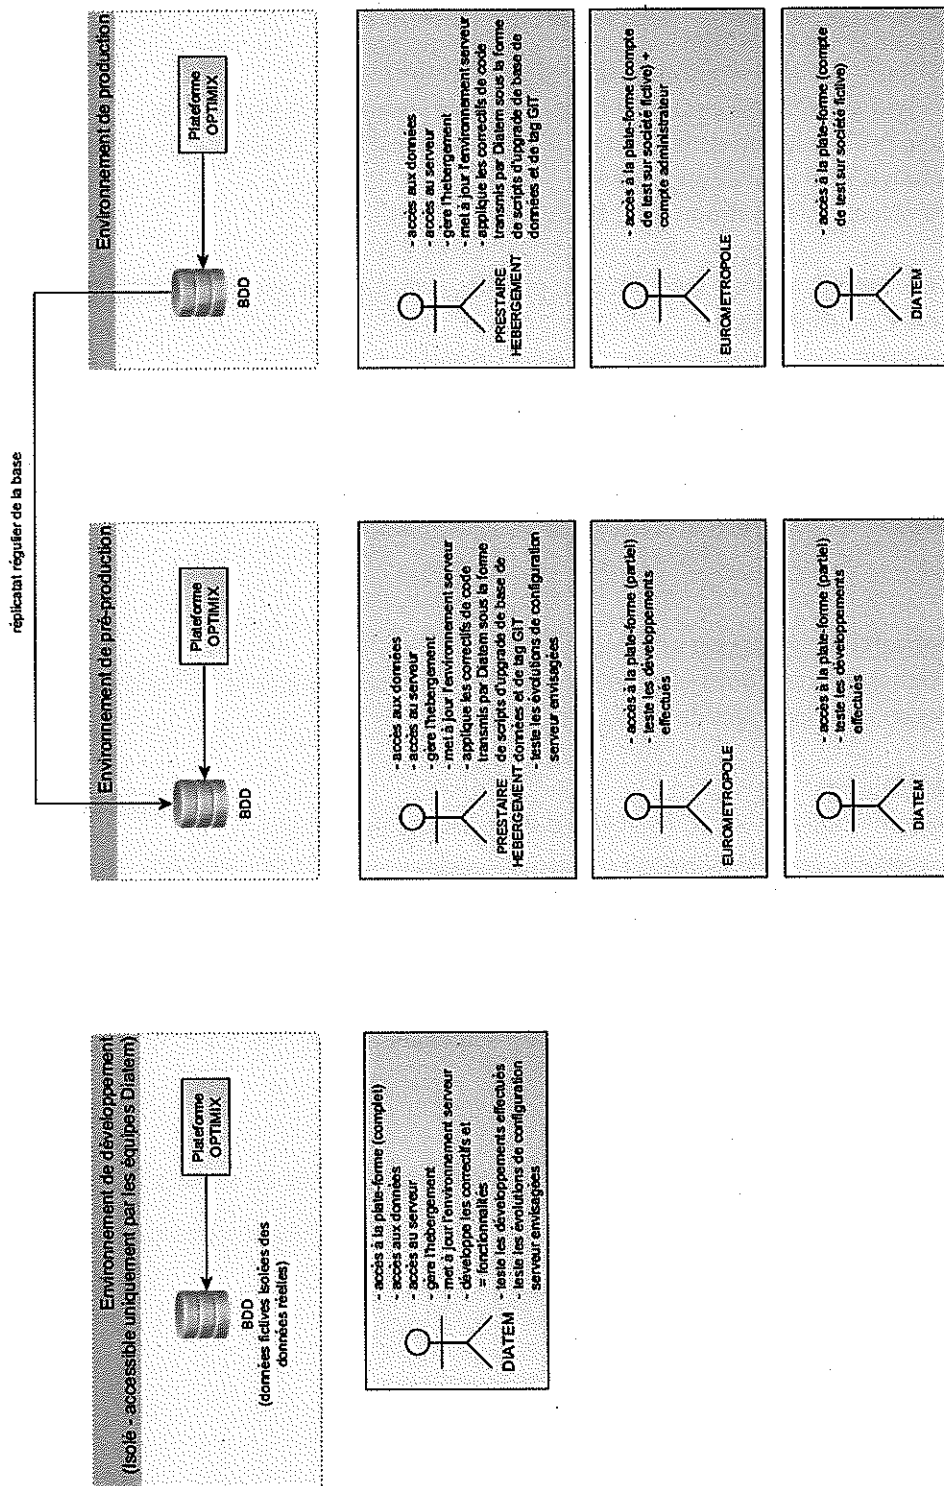 réplicatat régulier de la base
Environnement de développement
(Isolé - accessible uniquement par les équipes Diatem)
Plateforme
OPTIMIX
BDD
(données fictives isolées des
données réelles)
- accès à la plate-forme (complet)
- accès aux données
- accès au serveur
- gère l'hebergement
- met à jour l'environnement serveur
- développe les correctifs et
= fonctionnalités
- teste les développements effectués
- teste les évolutions de configuration
serveur envisagées
DIATEM
Environnement de pré-production
Plateforme
OPTIMIX
BDD
- accès aux données
- accès au serveur
- gère l'hebergement
- met à jour l'environnement serveur
- applique les correctifs de code
transmis par Diatem sous la forme
de scripts d'upgrade de base de
données et de tag GIT
- teste les évolutions de configuration
serveur envisagées
PRESTAIRE
HEBERGEMENT
- accès à la plate-forme (partiel)
- teste les développements
effectués
EUROMETROPOLE
- accès à la plate-forme (partiel)
- teste les développements
effectués
DIATEM
Environnement de production
Plateforme
OPTIMIX
BDD
- accès aux données
- accès au serveur
- gère l'hebergement
- met à jour l'environnement serveur
- applique les correctifs de code
transmis par Diatem sous la forme
de scripts d'upgrade de base de
données et de tag GIT
PRESTAIRE
HEBERGEMENT
- accès à la plate-forme (compte
de test sur société fictive) +
compte administrateur
EUROMETROPOLE
- accès à la plate-forme (compte
de test sur société fictive)
DIATEM